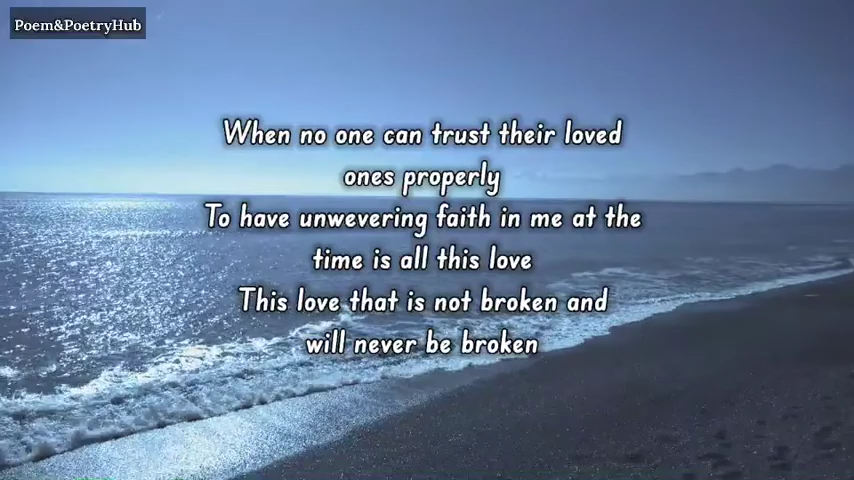 Poem&PoetryHub
When no one can trust their loved
ones properly
To have unwevering faith in me at the
time is all this love
This love that is not broken and
will never be broken